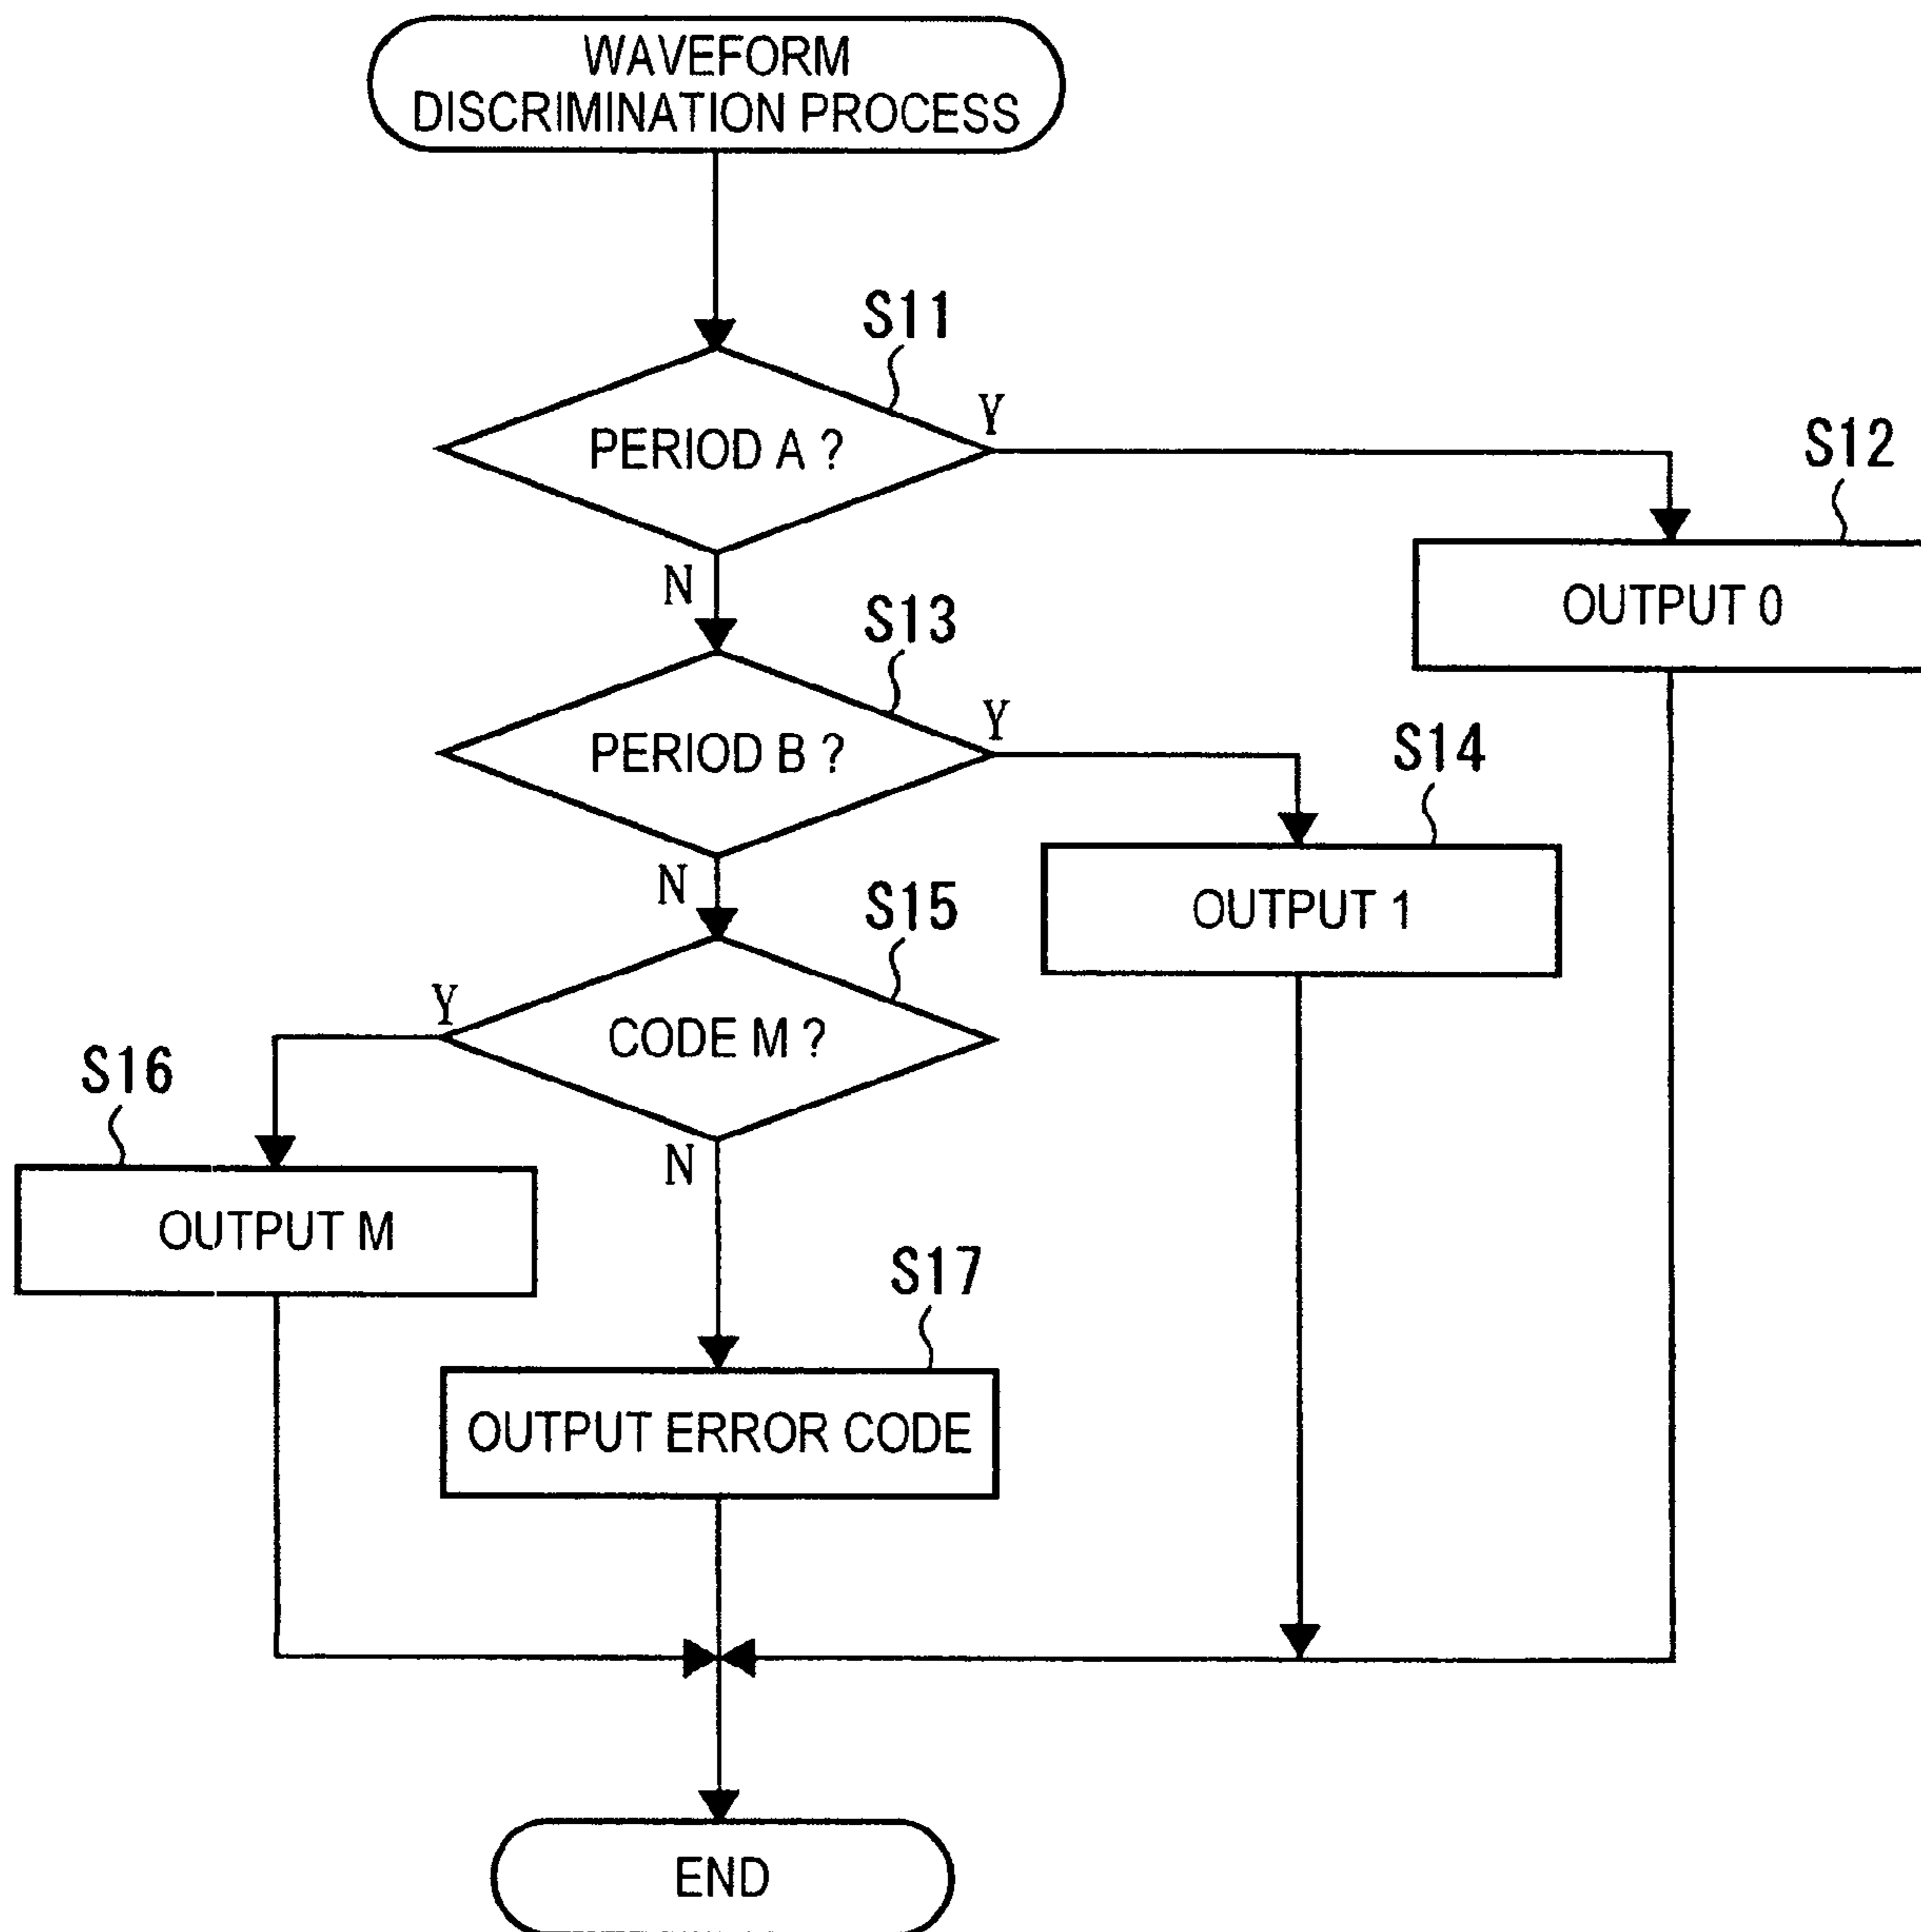 WAVEFORM
DISCRIMINATION PROCESS
S11
PERIOD A ?
Y
N
S12
OUTPUT 0
S13
PERIOD B ?
Y
N
S14
OUTPUT 1
S15
CODE M ?
Y
N
S16
OUTPUT M
S17
OUTPUT ERROR CODE
END